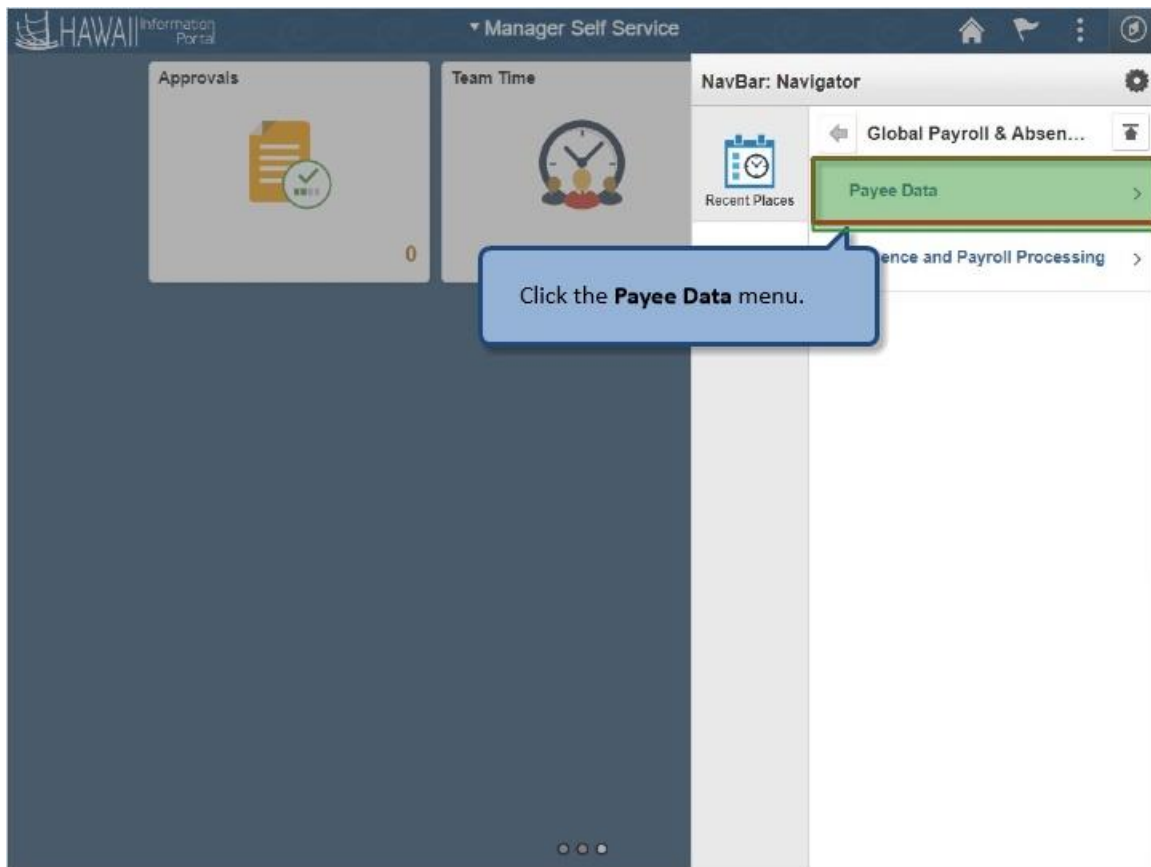 HAWAII Information
Portal
Manager Self Service
Approvals
0
Team Time
NavBar: Navigator
Recent Places
Global Payroll & Absen...
Payee Data
ence and Payroll Processing
Click the Payee Data menu.